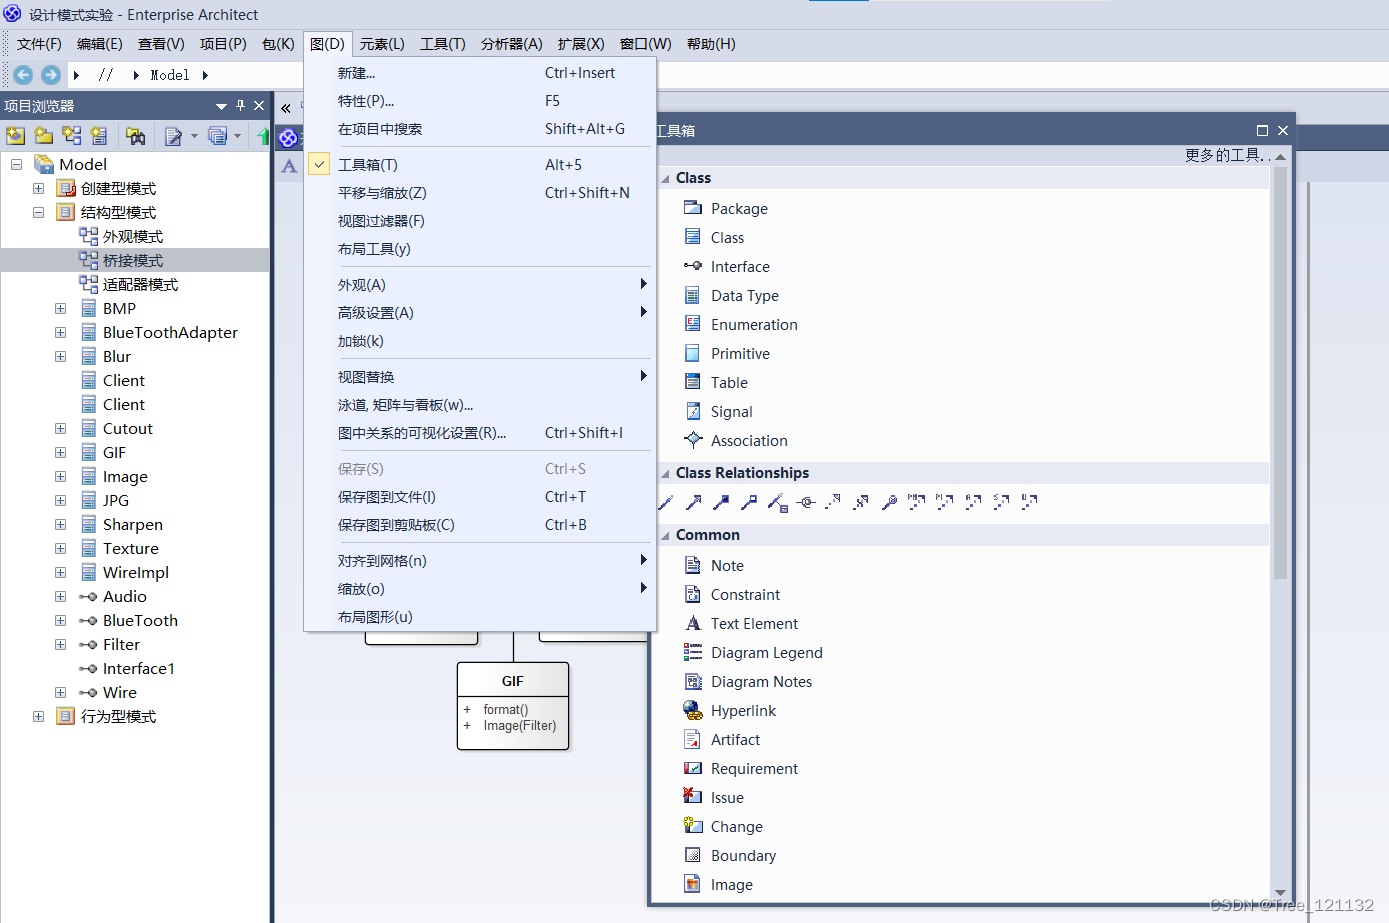 设计模式实验 - Enterprise Architect
文件(F) 编辑(E) 查看(V) 项目(P) 包(K) 图(D) 元素(L) 工具(T) 分析器(A) 扩展(X) 窗口(W) 帮助(H)
// Model
项目浏览器
Model
创建型模式
结构型模式
外观模式
桥接模式
适配器模式
BMP
BlueToothAdapter
Blur
Client
Client
Cutout
GIF
Image
JPG
Sharpen
Texture
WireImpl
Audio
BlueTooth
Filter
Interface1
Wire
行为型模式
新建... Ctrl+Insert
特性(P)... F5
在项目中搜索 Shift+Alt+G
工具箱(T) Alt+5
平移与缩放(Z) Ctrl+Shift+N
视图过滤器(F)
布局工具(y)
外观(A)
高级设置(A)
加锁(k)
视图替换
泳道, 矩阵与看板(w)...
图中关系的可视化设置(R)... Ctrl+Shift+I
保存(S) Ctrl+S
保存图到文件(I) Ctrl+T
保存图到剪贴板(C) Ctrl+B
对齐到网格(n)
缩放(o)
布局图形(u)
GIF
+ format()
+ Image(Filter)
工具箱
更多的工具..
Class
Package
Class
Interface
Data Type
Enumeration
Primitive
Table
Signal
Association
Class Relationships
Common
Note
Constraint
Text Element
Diagram Legend
Diagram Notes
Hyperlink
Artifact
Requirement
Issue
Change
Boundary
Image
CSDN @Tree_121132